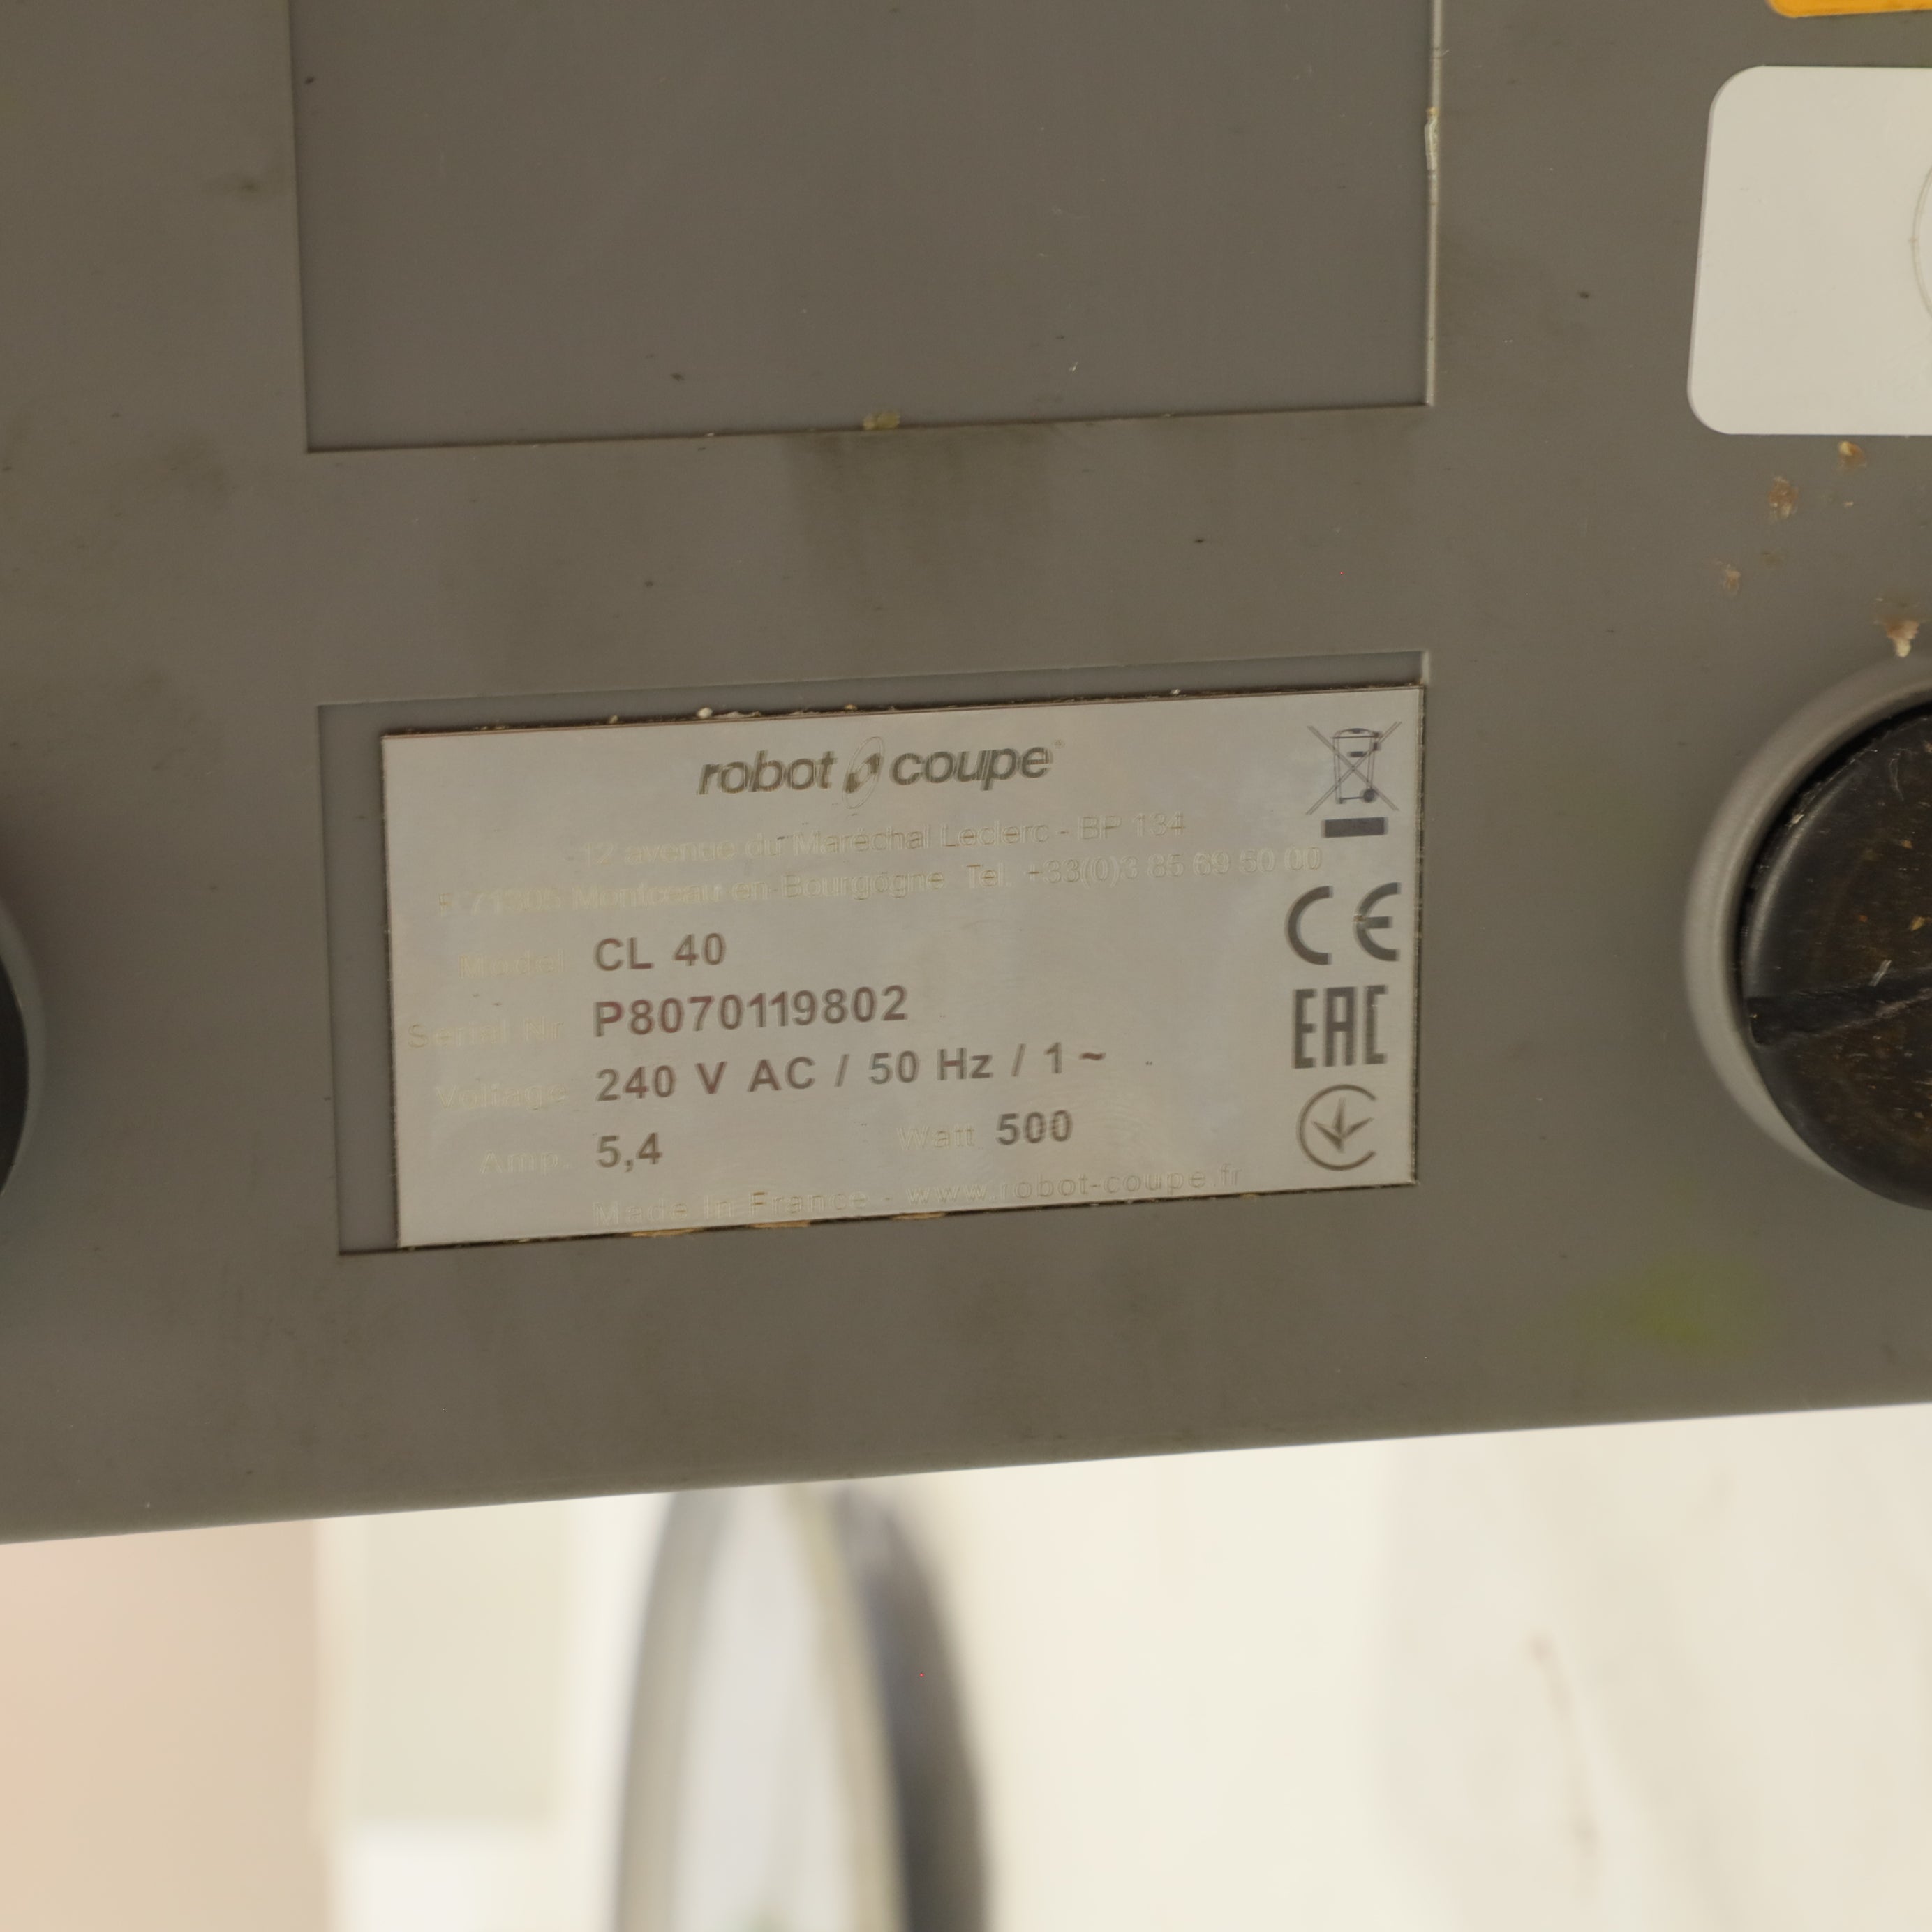 robot coupe
12 avenue du Maréchal Leclerc - BP 134
F-71305 Montceau-en-Bourgogne Tel. +33(0)3 85 69 50 00
Model CL 40
Serial Nr P8070119802
Voltage 240 V AC / 50 Hz / 1 ~
Amp. 5,4 Watt 500
Made In France - www.robot-coupe.fr
CE
EAC